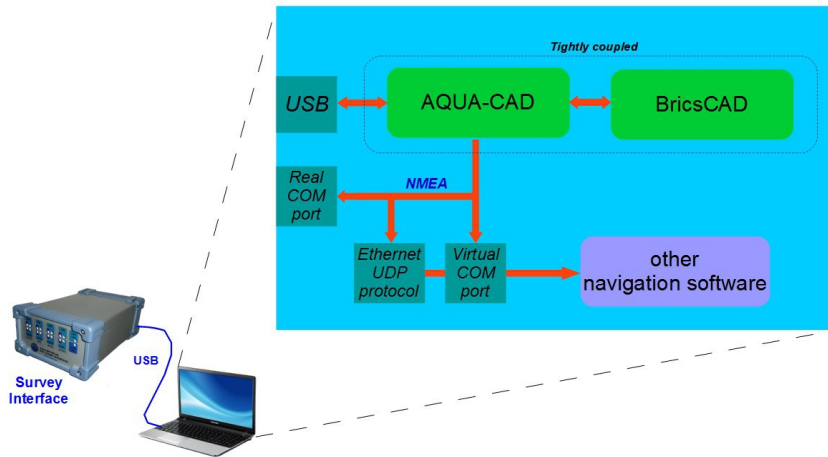 Tightly coupled
USB
AQUA-CAD
BricsCAD
Real
COM
port
NMEA
Ethernet
UDP
protocol
Virtual
COM
port
other
navigation software
USB
Survey
Interface